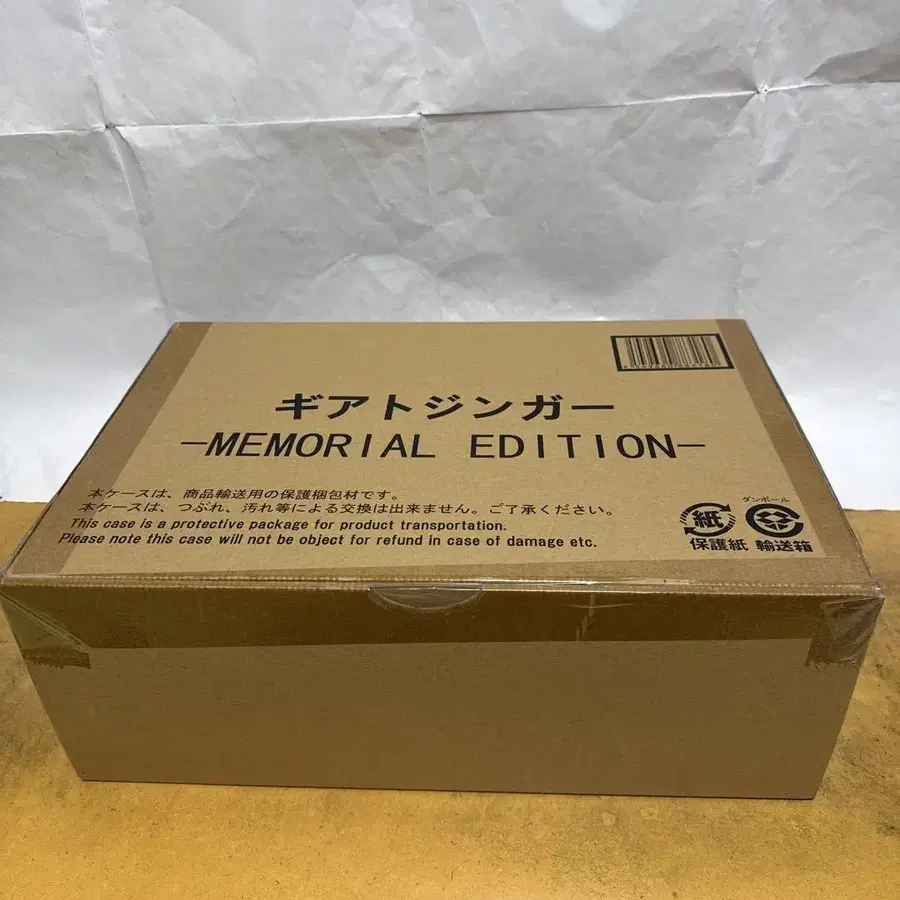 ギアトジンガー
-MEMORIAL EDITION-
本ケースは、商品輸送用の保護梱包材です。
本ケースは、つぶれ、汚れ等による交換は出来ません。ご了承ください。
This case is a protective package for product transportation.
Please note this case will not be object for refund in case of damage etc.
紙
保護紙
ダンボール
輸送箱